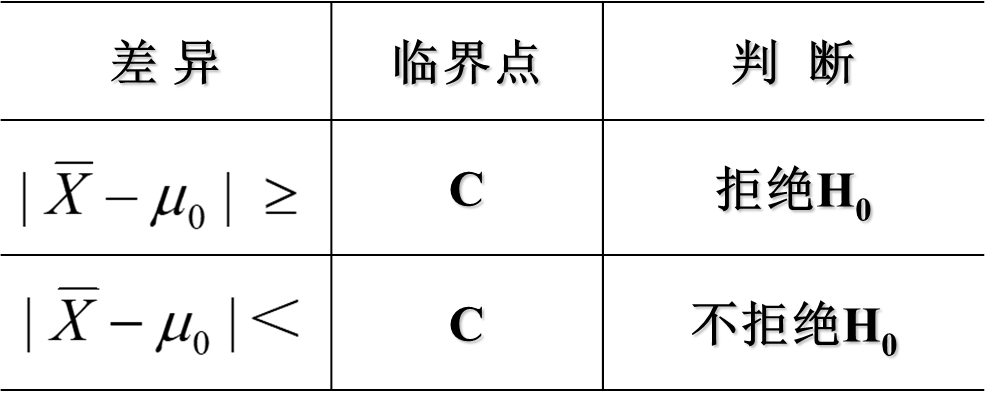 差 异 临界点 判 断
| X̅ − μ₀ | ≥ C 拒绝H₀
| X̅ − μ₀ | < C 不拒绝H₀